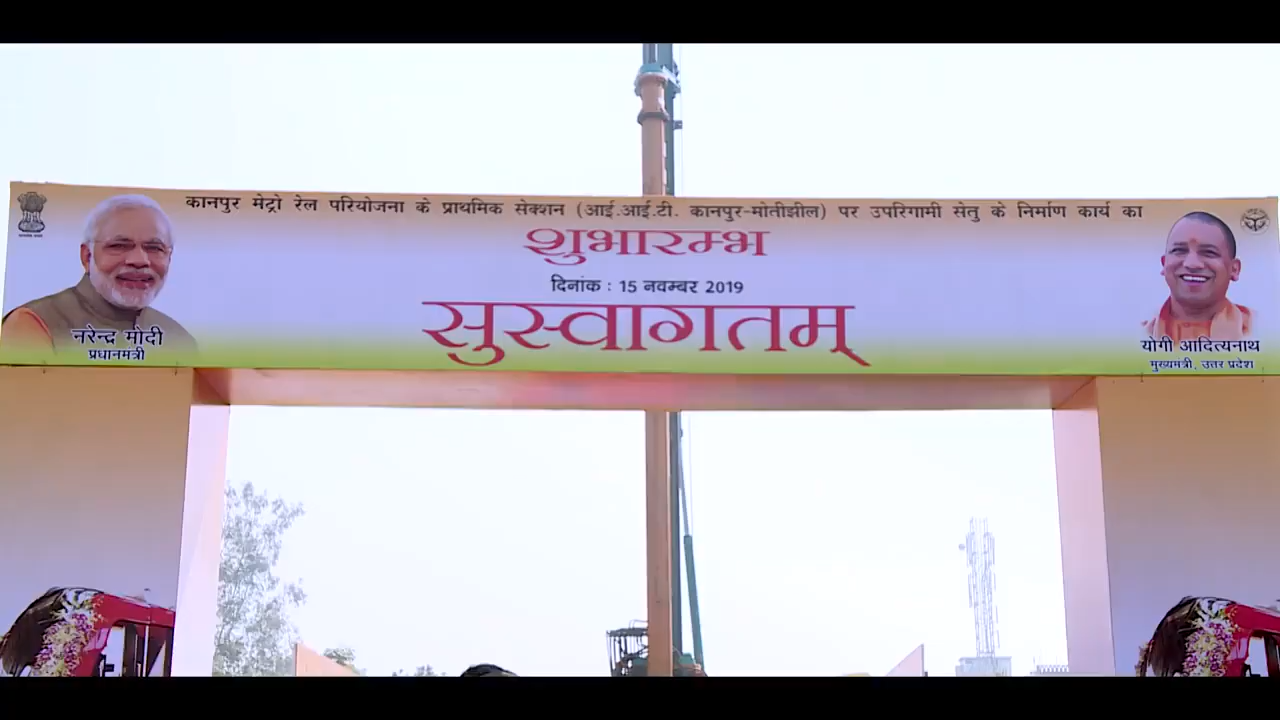 कानपुर मेट्रो रेल परियोजना के प्राथमिक सेक्शन (आई.आई.टी. कानपुर-मोतीझील) पर उपरिगामी सेतु के निर्माण कार्य का
शुभारम्भ
दिनांक : 15 नवम्बर 2019
सुस्वागतम्
नरेन्द्र मोदी
प्रधानमंत्री
योगी आदित्यनाथ
मुख्यमंत्री, उत्तर प्रदेश